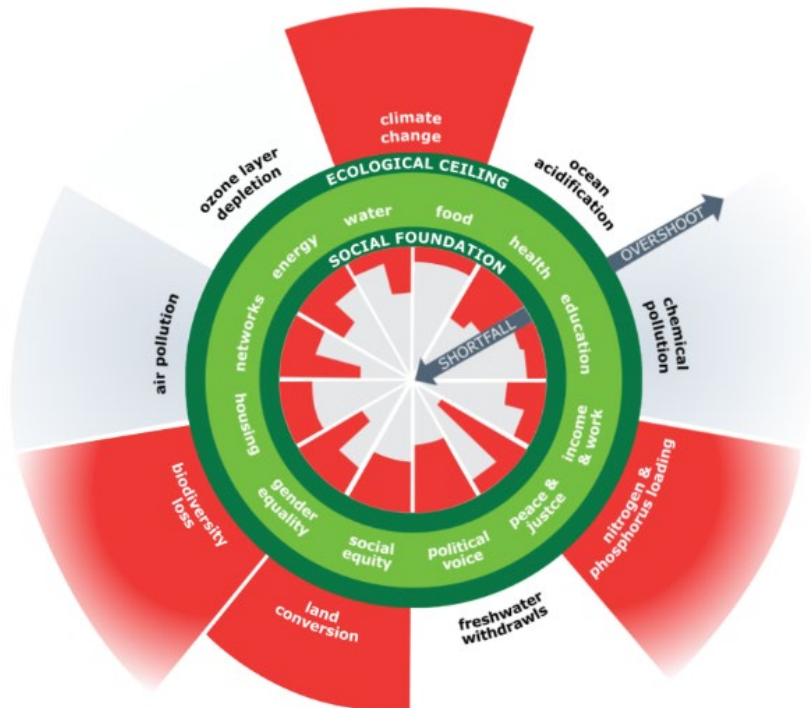 climate
change
ozone layer
depletion
ocean
acidification
ECOLOGICAL CEILING
OVERSHOOT
water
food
energy
health
SOCIAL FOUNDATION
networks
education
SHORTFALL
air pollution
chemical
pollution
housing
income
& work
biodiversity
loss
gender
equality
social
equity
political
voice
peace &
justce
nitrogen &
phosphorus loading
land
conversion
freshwater
withdrawls